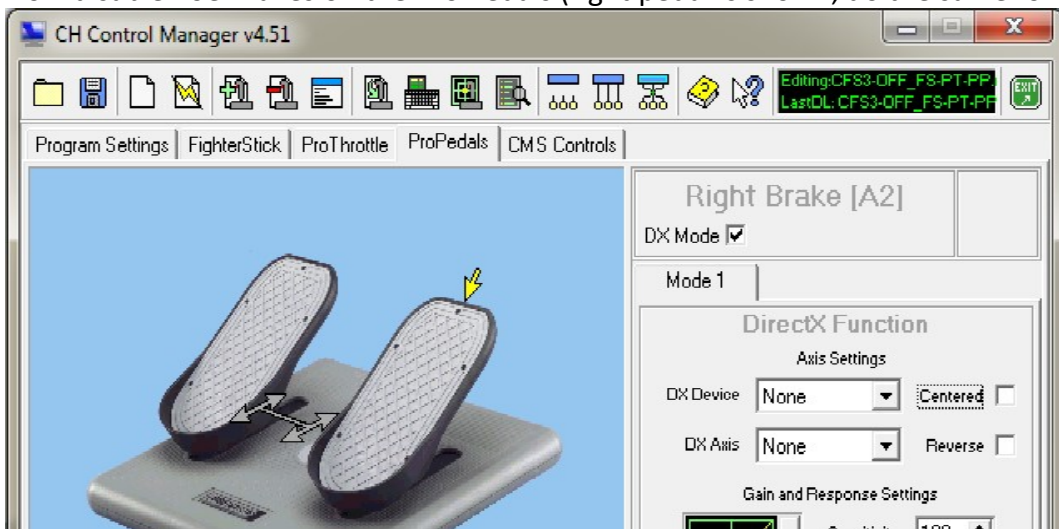 CH Control Manager v4.51
Editing:CFS3-OFF_FS-PT-PP.
EXIT
LastDL: CFS3-OFF_FS-PT-PP
Program Settings FighterStick ProThrottle ProPedals CMS Controls
Right Brake [A2]
DX Mode
Mode 1
DirectX Function
Axis Settings
DX Device None Centered
DX Axis None Reverse
Gain and Response Settings